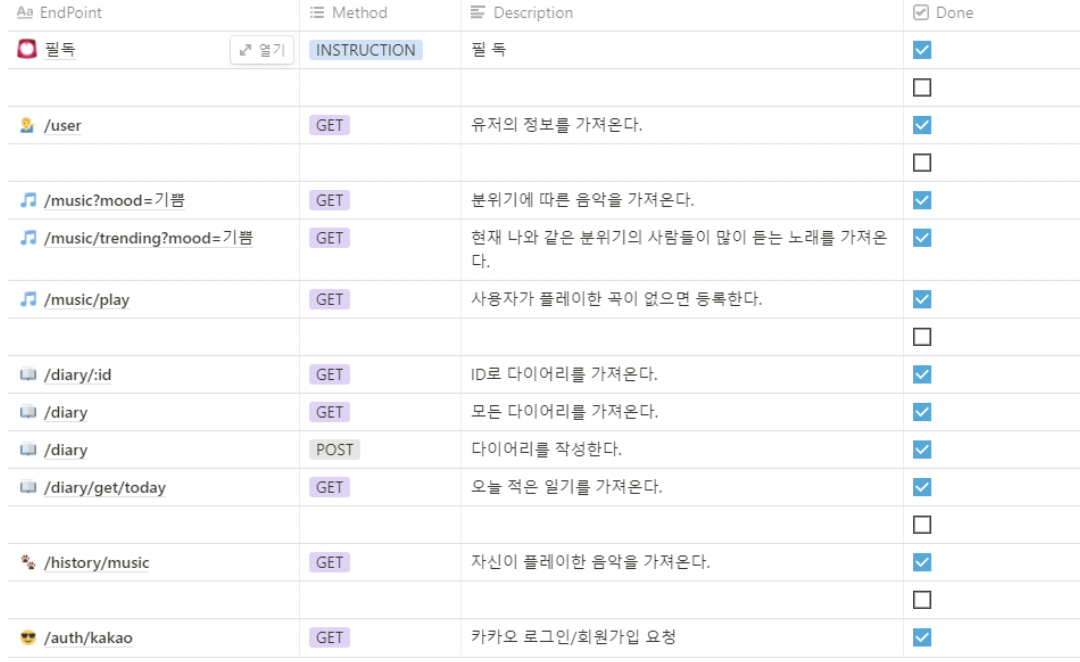 Aa EndPoint Method Description Done
필독 열기 INSTRUCTION 필 독
/user GET 유저의 정보를 가져온다.
/music?mood=기쁨 GET 분위기에 따른 음악을 가져온다.
/music/trending?mood=기쁨 GET 현재 나와 같은 분위기의 사람들이 많이 듣는 노래를 가져온
다.
/music/play GET 사용자가 플레이한 곡이 없으면 등록한다.
/diary/:id GET ID로 다이어리를 가져온다.
/diary GET 모든 다이어리를 가져온다.
/diary POST 다이어리를 작성한다.
/diary/get/today GET 오늘 적은 일기를 가져온다.
/history/music GET 자신이 플레이한 음악을 가져온다.
/auth/kakao GET 카카오 로그인/회원가입 요청